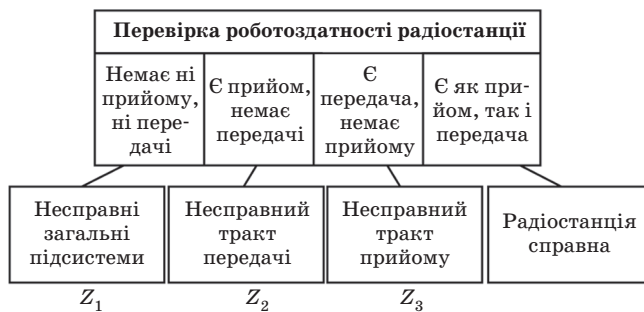 Перевірка роботоздатності радіостанції
Немає ні
прийому,
ні пере-
дачі
Є прийом,
немає
передачі
Є
передача,
немає
прийому
Є як при-
йом, так і
передача
Несправні
загальні
підсистеми
Несправний
тракт
передачі
Несправний
тракт
прийому
Радіостанція
справна
Z1
Z2
Z3